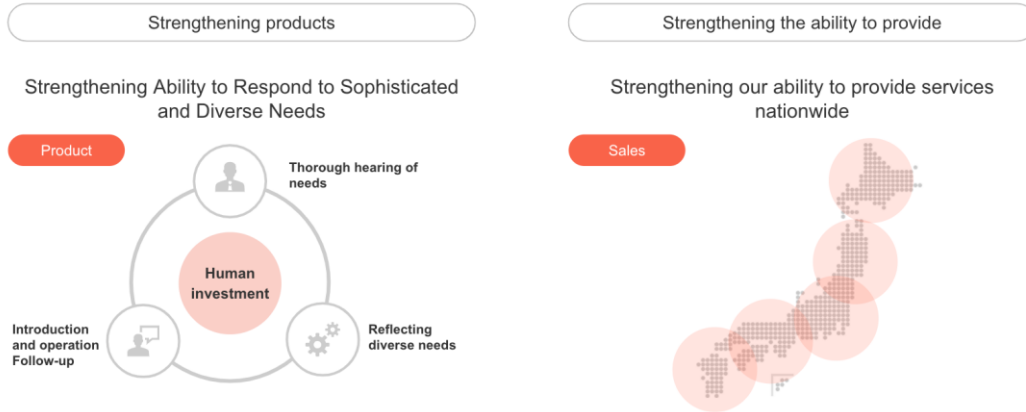 Strengthening products
Strengthening Ability to Respond to Sophisticated
and Diverse Needs
Product
Thorough hearing of
needs
Human
investment
Introduction
and operation
Follow-up
Reflecting
diverse needs
Strengthening the ability to provide
Strengthening our ability to provide services
nationwide
Sales